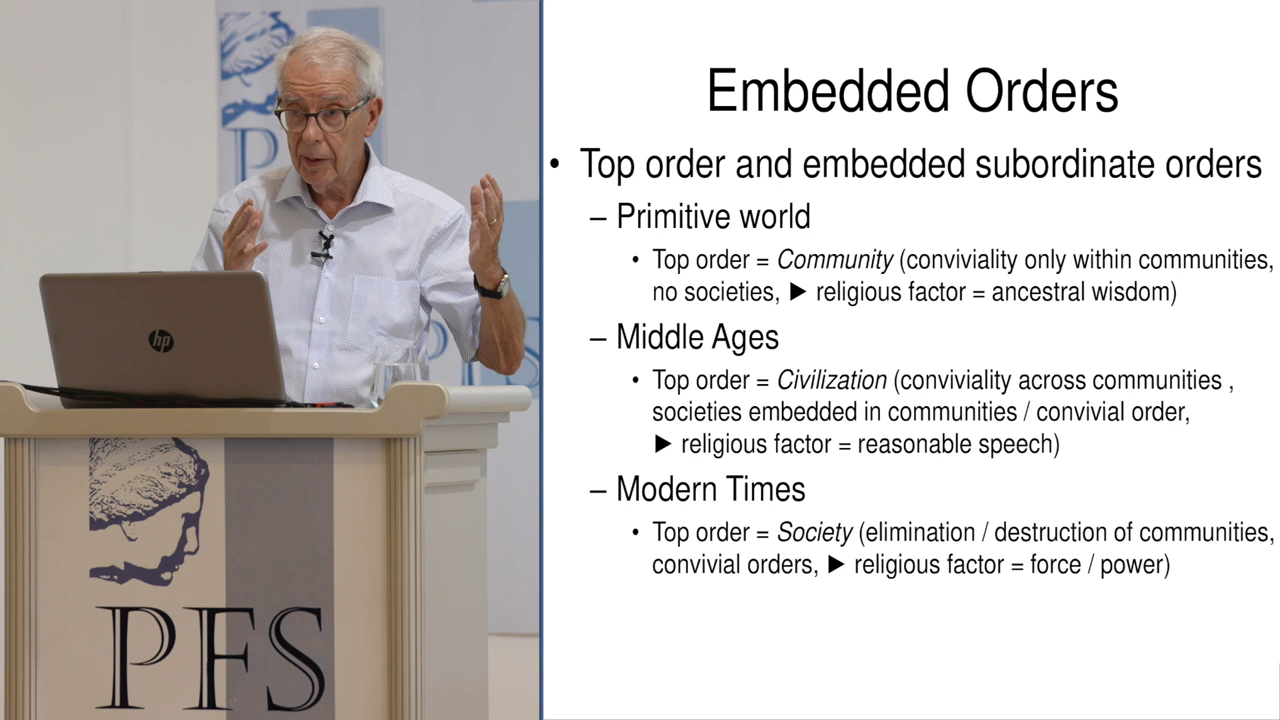 P
PS
hp
PFS
Embedded Orders
• Top order and embedded subordinate orders
– Primitive world
• Top order = Community (conviviality only within communities,
no societies, ► religious factor = ancestral wisdom)
– Middle Ages
• Top order = Civilization (conviviality across communities ,
societies embedded in communities / convivial order,
► religious factor = reasonable speech)
– Modern Times
• Top order = Society (elimination / destruction of communities,
convivial orders, ► religious factor = force / power)